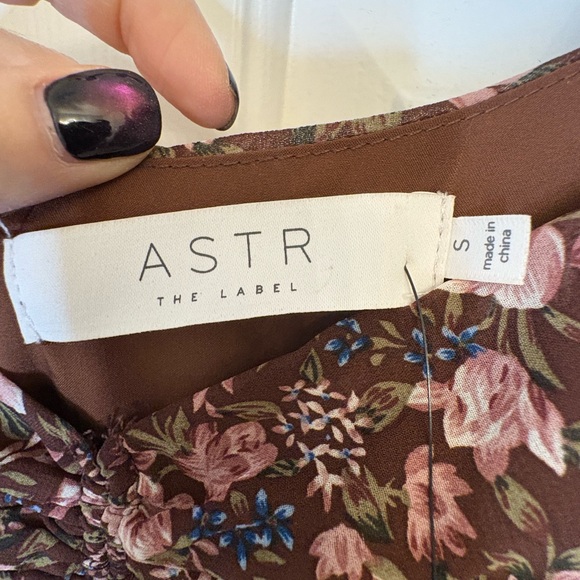 ASTR
THE LABEL
S
made in
china